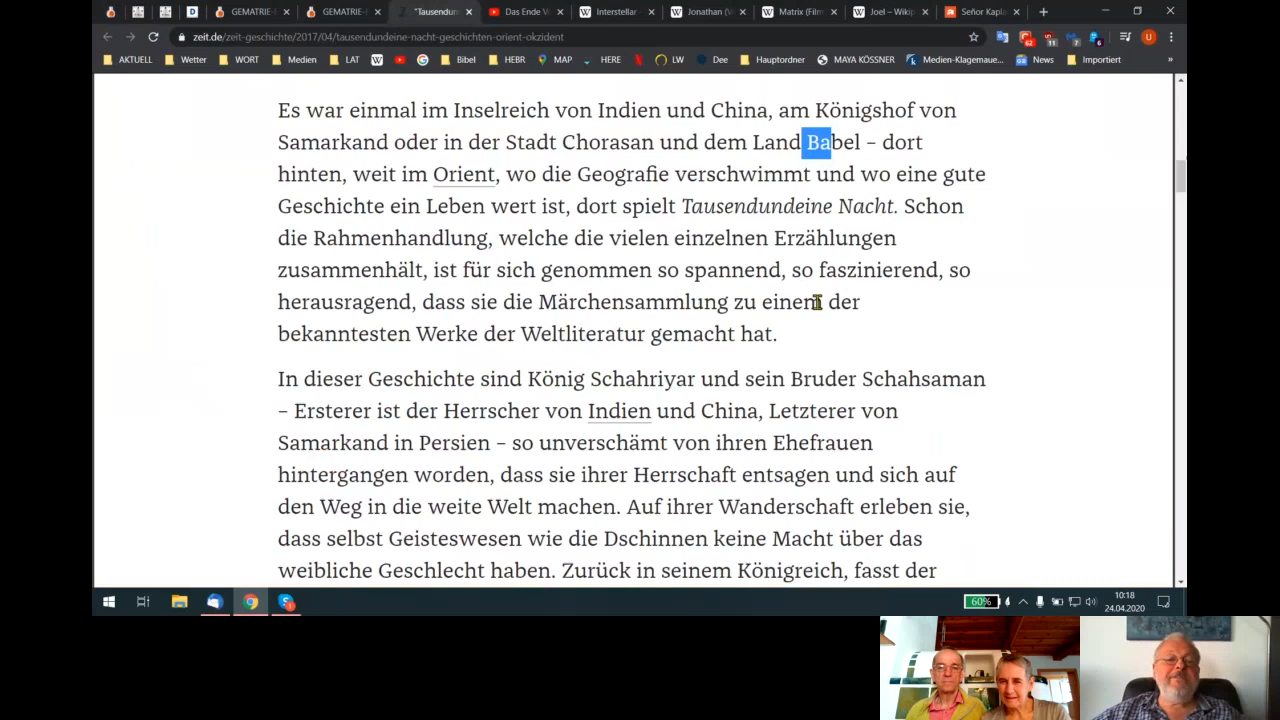 GEMATRIE-
GEMATRIE-
"Tausendun
Das Ende V
Interstellar -
Jonathan (V
Matrix (Film
Joel – Wikip
Señor Kapla
zeit.de/zeit-geschichte/2017/04/tausendundeine-nacht-geschichten-orient-okzident
AKTUELL Wetter WORT Medien LAT Bibel HEBR MAP HERE LW Dee Hauptordner MAYA KÖSSNER Medien-Klagemaue... News Importiert »
Es war einmal im Inselreich von Indien und China, am Königshof von
Samarkand oder in der Stadt Chorasan und dem Land Babel – dort
hinten, weit im Orient, wo die Geografie verschwimmt und wo eine gute
Geschichte ein Leben wert ist, dort spielt Tausendundeine Nacht. Schon
die Rahmenhandlung, welche die vielen einzelnen Erzählungen
zusammenhält, ist für sich genommen so spannend, so faszinierend, so
herausragend, dass sie die Märchensammlung zu einem der
bekanntesten Werke der Weltliteratur gemacht hat.
In dieser Geschichte sind König Schahriyar und sein Bruder Schahsaman
– Ersterer ist der Herrscher von Indien und China, Letzterer von
Samarkand in Persien – so unverschämt von ihren Ehefrauen
hintergangen worden, dass sie ihrer Herrschaft entsagen und sich auf
den Weg in die weite Welt machen. Auf ihrer Wanderschaft erleben sie,
dass selbst Geisteswesen wie die Dschinnen keine Macht über das
weibliche Geschlecht haben. Zurück in seinem Königreich, fasst der
60%
10:18
24.04.2020